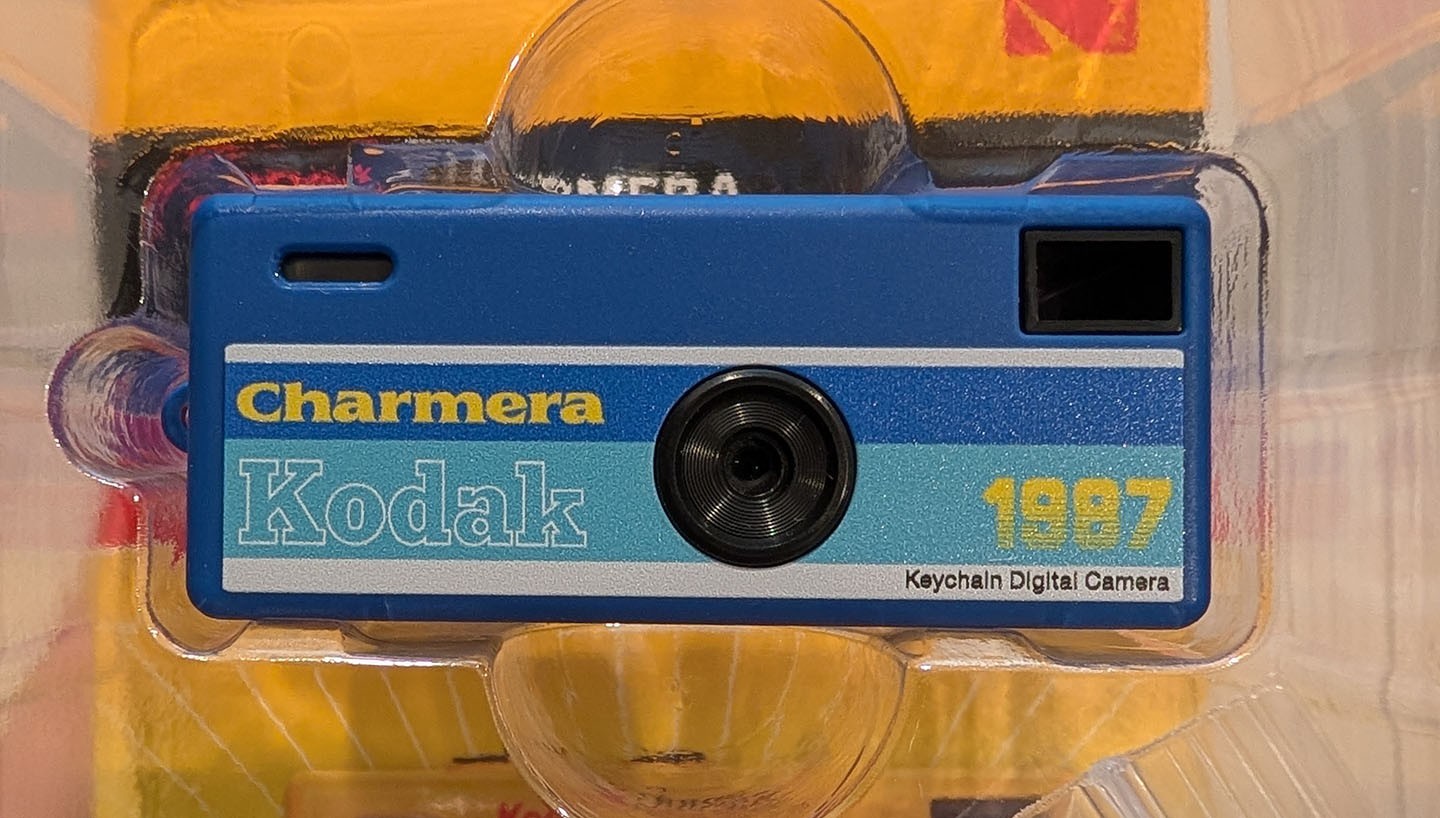 Charmera
Kodak
1987
Keychain Digital Camera